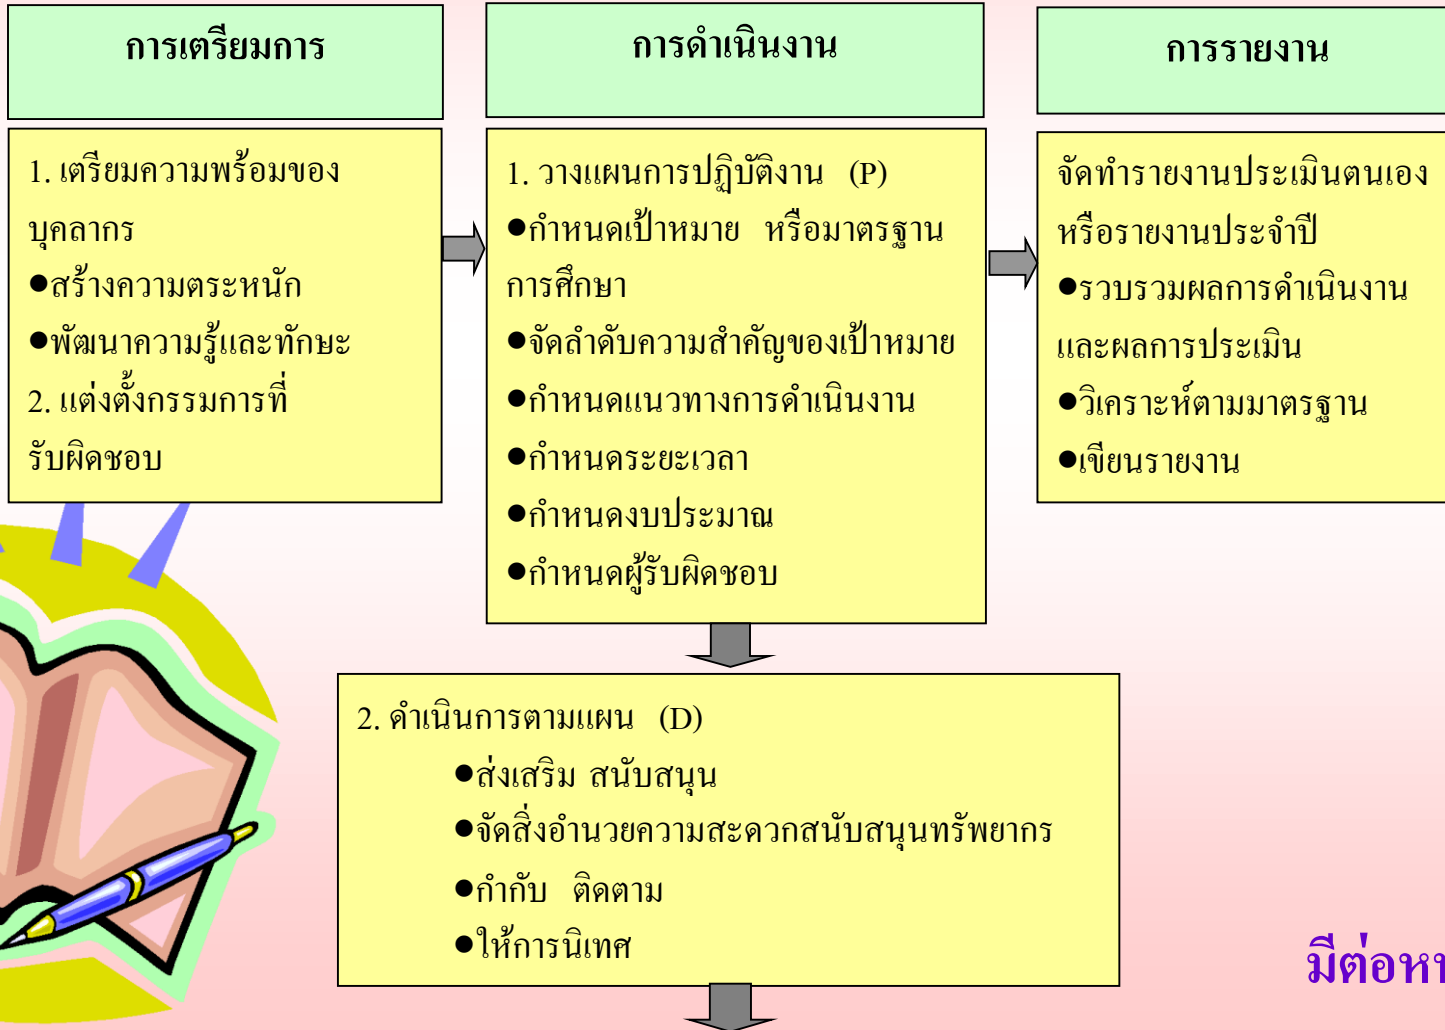 การเตรียมการ
1. เตรียมความพร้อมของ
บุคลากร
●สร้างความตระหนัก
●พัฒนาความรู้และทักษะ
2. แต่งตั้งกรรมการที่
รับผิดชอบ
การดำเนินงาน
1. วางแผนการปฏิบัติงาน (P)
●กำหนดเป้าหมาย หรือมาตรฐาน
การศึกษา
●จัดลำดับความสำคัญของเป้าหมาย
●กำหนดแนวทางการดำเนินงาน
●กำหนดระยะเวลา
●กำหนดงบประมาณ
●กำหนดผู้รับผิดชอบ
การรายงาน
จัดทำรายงานประเมินตนเอง
หรือรายงานประจำปี
●รวบรวมผลการดำเนินงาน
และผลการประเมิน
●วิเคราะห์ตามมาตรฐาน
●เขียนรายงาน
2. ดำเนินการตามแผน (D)
●ส่งเสริม สนับสนุน
●จัดสิ่งอำนวยความสะดวกสนับสนุนทรัพยากร
●กำกับ ติดตาม
●ให้การนิเทศ
มีต่อ